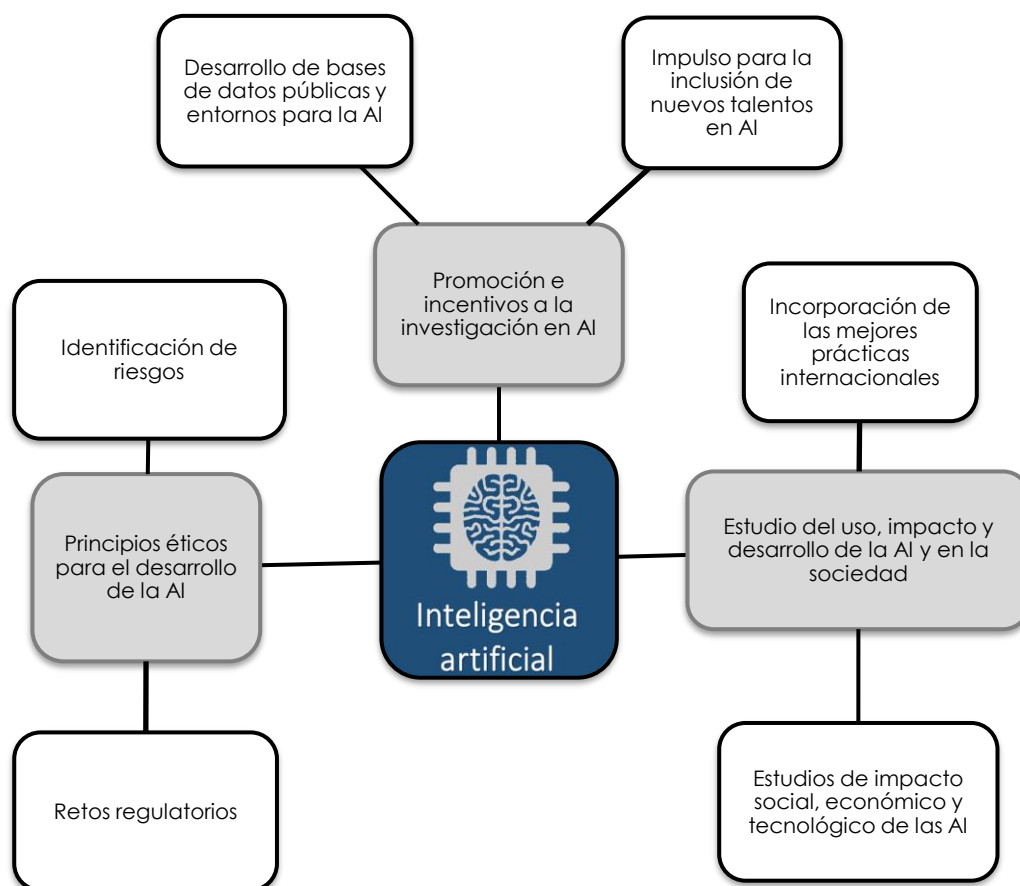 Desarrollo de bases
de datos públicas y
entornos para la AI
Impulso para la
inclusión de
nuevos talentos
en AI
Promoción e
incentivos a la
investigación en AI
Identificación de
riesgos
Incorporación de
las mejores
prácticas
internacionales
Principios éticos
para el desarrollo
de la AI
Inteligencia
artificial
Estudio del uso, impacto y
desarrollo de la AI y en la
sociedad
Retos regulatorios
Estudios de impacto
social, económico y
tecnológico de las AI